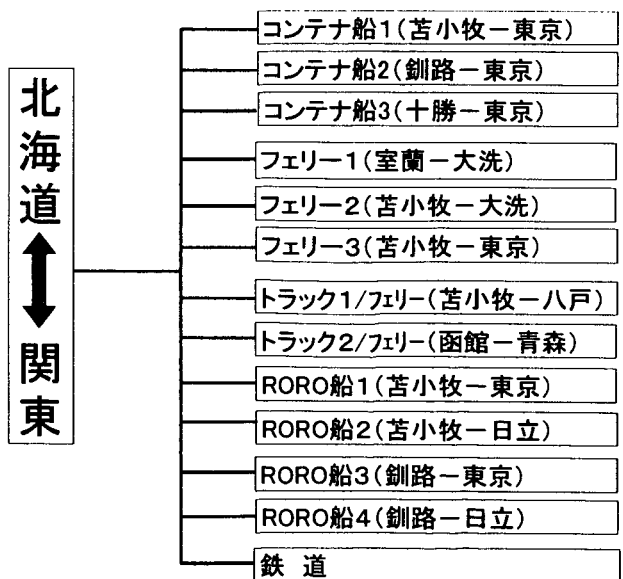 北海道
関東
コンテナ船1(苫小牧－東京)
コンテナ船2(釧路－東京)
コンテナ船3(十勝－東京)
フェリー1(室蘭－大洗)
フェリー2(苫小牧－大洗)
フェリー3(苫小牧－東京)
トラック1/フェリー(苫小牧－八戸)
トラック2/フェリー(函館－青森)
RORO船1(苫小牧－東京)
RORO船2(苫小牧－日立)
RORO船3(釧路－東京)
RORO船4(釧路－日立)
鉄 道